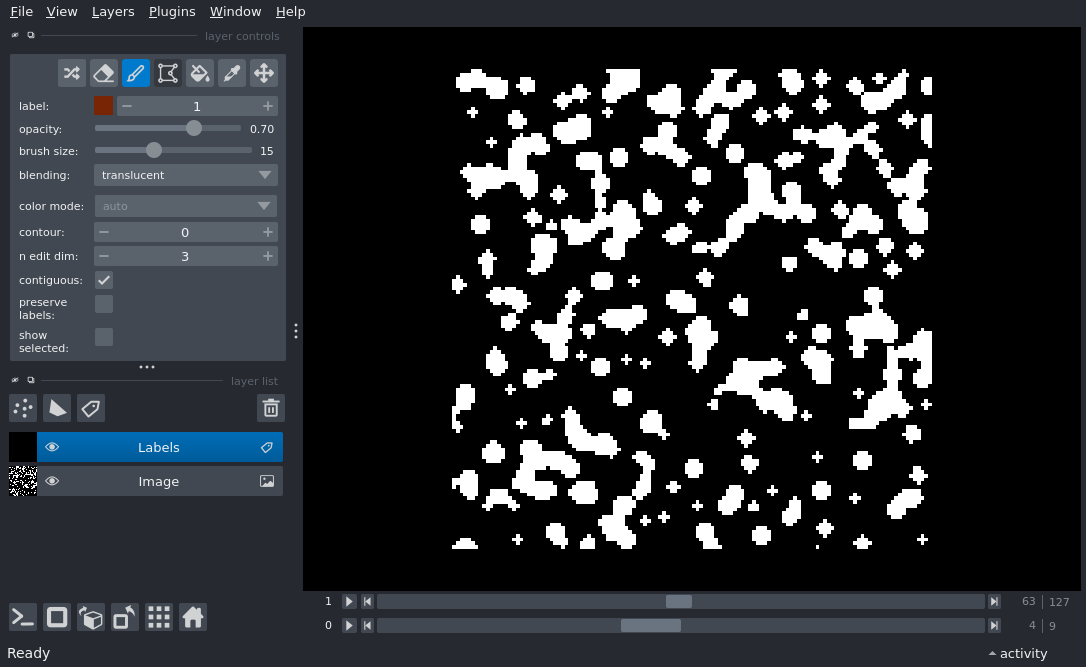 File View Layers Plugins Window Help
layer controls
label: 1
opacity: 0.70
brush size: 15
blending: translucent
color mode: auto
contour: 0
n edit dim: 3
contiguous:
preserve
labels:
show
selected:
layer list
Labels
Image
1 63 127
0 4 9
Ready activity